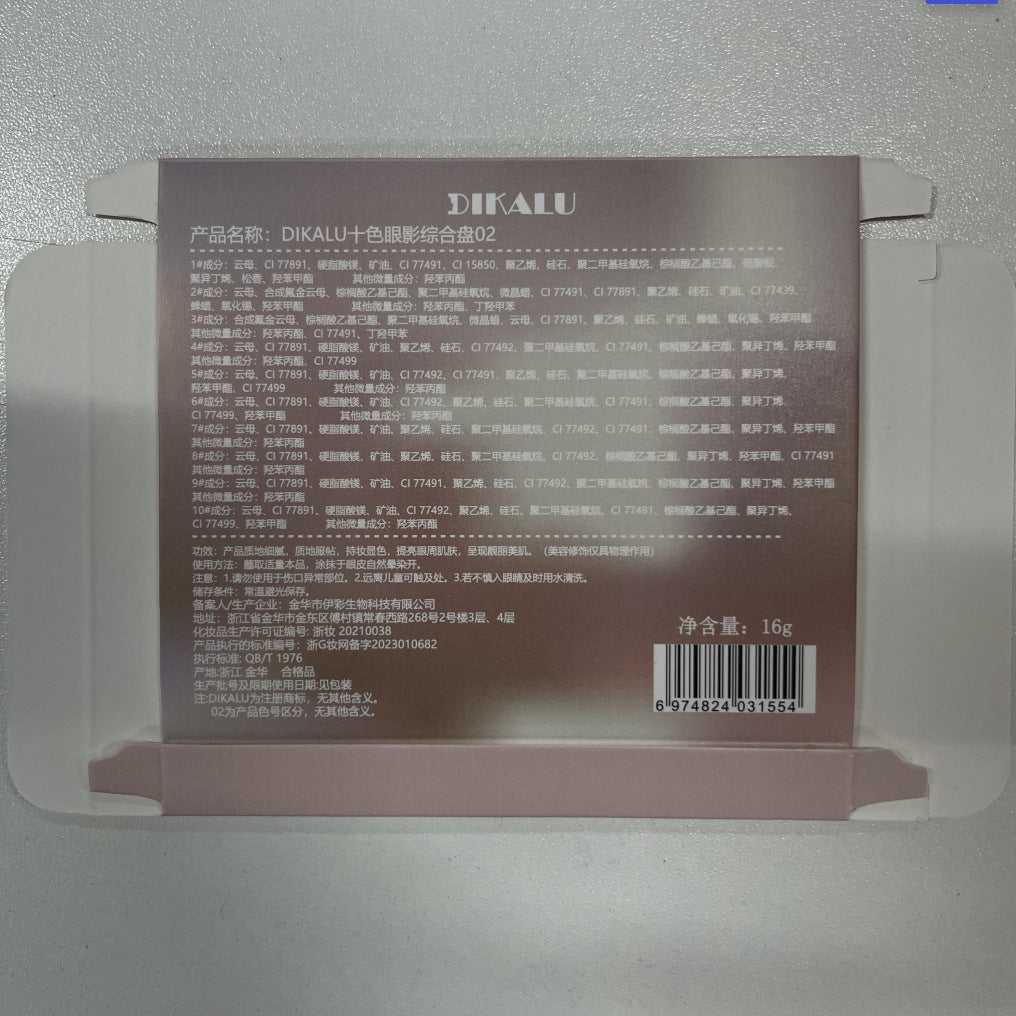 DIKALU
产品名称：DIKALU十色眼影综合盘02
1#成分：云母、CI 77891、硬脂酸镁、矿油、CI 77491、CI 15850、聚乙烯、硅石、聚二甲基硅氧烷、棕榈酸乙基己酯、硫酸钡、
聚异丁烯、松香、羟苯甲酯 其他微量成分：羟苯丙酯
2#成分：云母、合成氟金云母、棕榈酸乙基己酯、聚二甲基硅氧烷、微晶蜡、CI 77491、CI 77891、聚乙烯、硅石、矿油、CI 77499、
蜂蜡、氧化锡、羟苯甲酯 其他微量成分：羟苯丙酯、丁羟甲苯
3#成分：合成氟金云母、棕榈酸乙基己酯、聚二甲基硅氧烷、微晶蜡、云母、CI 77891、聚乙烯、硅石、矿油、蜂蜡、氧化锡、羟苯甲酯
其他微量成分：羟苯丙酯、CI 77491、丁羟甲苯
4#成分：云母、CI 77891、硬脂酸镁、矿油、聚乙烯、硅石、CI 77492、聚二甲基硅氧烷、CI 77491、棕榈酸乙基己酯、聚异丁烯、羟苯甲酯
其他微量成分：羟苯丙酯、CI 77499
5#成分：云母、CI 77891、硬脂酸镁、矿油、CI 77492、CI 77491、聚乙烯、硅石、聚二甲基硅氧烷、棕榈酸乙基己酯、聚异丁烯、
羟苯甲酯、CI 77499 其他微量成分：羟苯丙酯
6#成分：云母、CI 77891、硬脂酸镁、矿油、CI 77492、聚乙烯、硅石、聚二甲基硅氧烷、CI 77491、棕榈酸乙基己酯、聚异丁烯、
CI 77499、羟苯甲酯 其他微量成分：羟苯丙酯
7#成分：云母、CI 77891、硬脂酸镁、矿油、聚乙烯、硅石、聚二甲基硅氧烷、CI 77492、CI 77491、棕榈酸乙基己酯、聚异丁烯、羟苯甲酯
其他微量成分：羟苯丙酯
8#成分：云母、CI 77891、硬脂酸镁、矿油、聚乙烯、硅石、聚二甲基硅氧烷、CI 77492、棕榈酸乙基己酯、聚异丁烯、羟苯甲酯、CI 77491
其他微量成分：羟苯丙酯
9#成分：云母、CI 77891、硬脂酸镁、矿油、CI 77491、聚乙烯、硅石、CI 77492、聚二甲基硅氧烷、棕榈酸乙基己酯、聚异丁烯、羟苯甲酯
其他微量成分：羟苯丙酯
10#成分：云母、CI 77891、硬脂酸镁、矿油、CI 77492、聚乙烯、硅石、聚二甲基硅氧烷、CI 77491、棕榈酸乙基己酯、聚异丁烯、
CI 77499、羟苯甲酯 其他微量成分：羟苯丙酯
功效：产品质地细腻，质地服帖，持妆显色，提亮眼周肌肤，呈现靓丽美肌。（美容修饰仅具物理作用）
使用方法：蘸取适量本品，涂抹于眼皮自然晕染开。
注意：1.请勿使用于伤口异常部位。2.远离儿童可触及处。3.若不慎入眼睛及时用水清洗。
储存条件：常温避光保存。
备案人/生产企业：金华市伊彩生物科技有限公司
地址：浙江省金华市金东区傅村镇常春西路268号2号楼3层、4层
化妆品生产许可证编号: 浙妆 20210038
产品执行的标准编号：浙G妆网备字2023010682
执行标准: QB/T 1976
产地:浙江 金华 合格品
生产批号及限期使用日期:见包装
注:DIKALU为注册商标，无其他含义。
02为产品色号区分，无其他含义。
净含量：16g
6 974824 031554